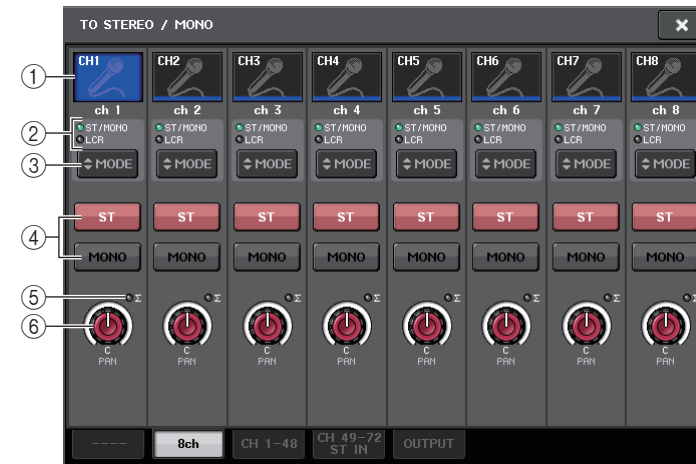 TO STEREO / MONO ×
CH1 CH2 CH3 CH4 CH5 CH6 CH7 CH8
①
ch 1 ch 2 ch 3 ch 4 ch 5 ch 6 ch 7 ch 8
② ST/MONO ST/MONO ST/MONO ST/MONO ST/MONO ST/MONO ST/MONO ST/MONO
LCR LCR LCR LCR LCR LCR LCR LCR
③ MODE MODE MODE MODE MODE MODE MODE MODE
④ ST ST ST ST ST ST ST ST
MONO MONO MONO MONO MONO MONO MONO MONO
⑤ Σ Σ Σ Σ Σ Σ Σ Σ
⑥
C C C C C C C C
PAN PAN PAN PAN PAN PAN PAN PAN
---- 8ch CH 1-48 CH 49-72 OUTPUT
ST IN